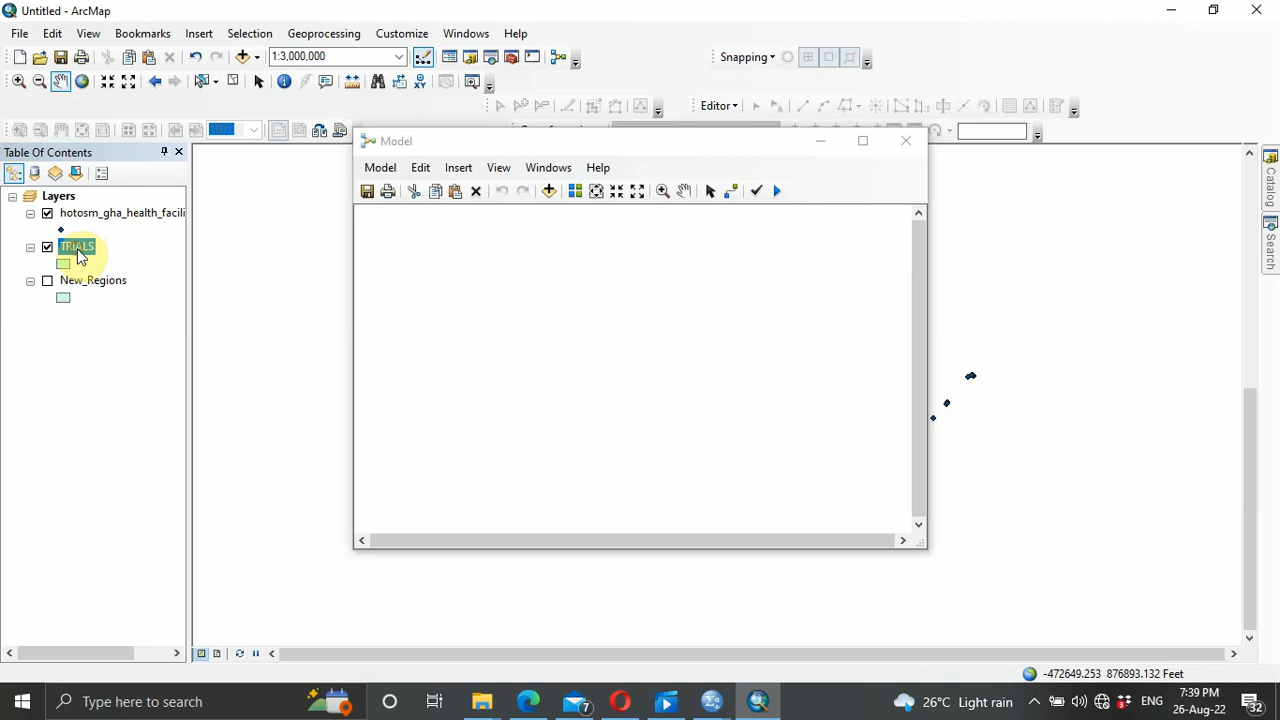 Untitled - ArcMap
File Edit View Bookmarks Insert Selection Geoprocessing Customize Windows Help
1:3,000,000
Snapping
Editor
Table Of Contents
Layers
hotosm_gha_health_facili
TRIALS
New_Regions
Model
Model Edit Insert View Windows Help
Catalog
Search
-472649.253 876893.132 Feet
Type here to search
7
26°C Light rain
ENG
7:39 PM
26-Aug-22
32